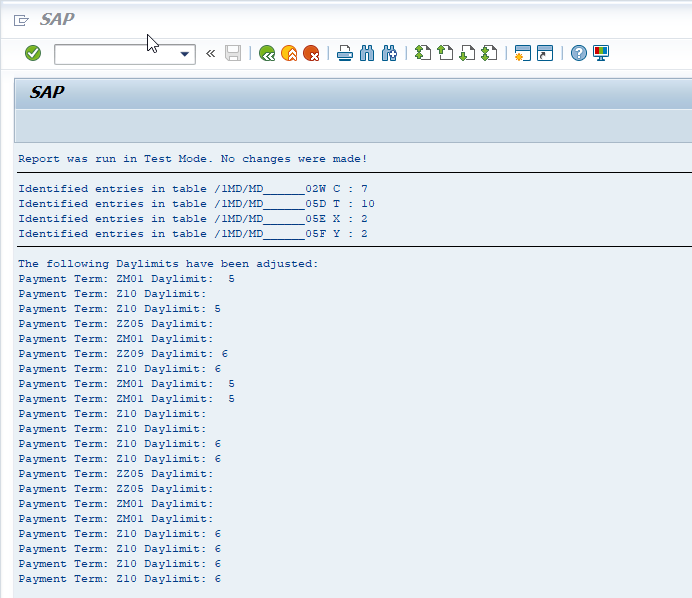 SAP
SAP
Report was run in Test Mode. No changes were made!
Identified entries in table /1MD/MD______02W C : 7
Identified entries in table /1MD/MD______05D T : 10
Identified entries in table /1MD/MD______05E X : 2
Identified entries in table /1MD/MD______05F Y : 2
The following Daylimits have been adjusted:
Payment Term: ZM01 Daylimit:  5
Payment Term: Z10 Daylimit:
Payment Term: Z10 Daylimit: 5
Payment Term: ZZ05 Daylimit:
Payment Term: ZM01 Daylimit:
Payment Term: ZZ09 Daylimit: 6
Payment Term: Z10 Daylimit: 6
Payment Term: ZM01 Daylimit:  5
Payment Term: ZM01 Daylimit:  5
Payment Term: Z10 Daylimit:
Payment Term: Z10 Daylimit:
Payment Term: Z10 Daylimit: 6
Payment Term: Z10 Daylimit: 6
Payment Term: ZZ05 Daylimit:
Payment Term: ZZ05 Daylimit:
Payment Term: ZM01 Daylimit:
Payment Term: ZM01 Daylimit:
Payment Term: Z10 Daylimit: 6
Payment Term: Z10 Daylimit: 6
Payment Term: Z10 Daylimit: 6
Payment Term: Z10 Daylimit: 6